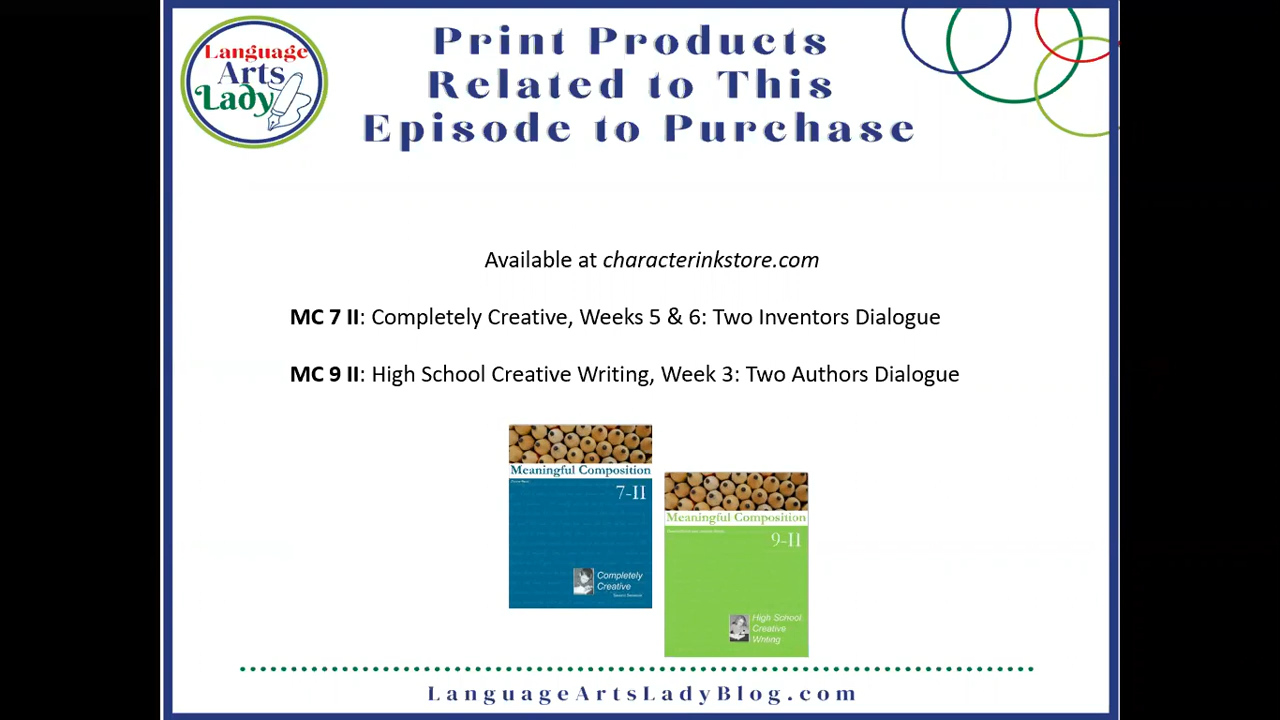 Language
Arts
Lady
Print Products
Related to This
Episode to Purchase
Available at characterinkstore.com
MC 7 II: Completely Creative, Weeks 5 & 6: Two Inventors Dialogue
MC 9 II: High School Creative Writing, Week 3: Two Authors Dialogue
Meaningful Composition
7-II
Completely
Creative
Meaningful Composition
9-II
High School
Creative
Writing
LanguageArtsLadyBlog.com